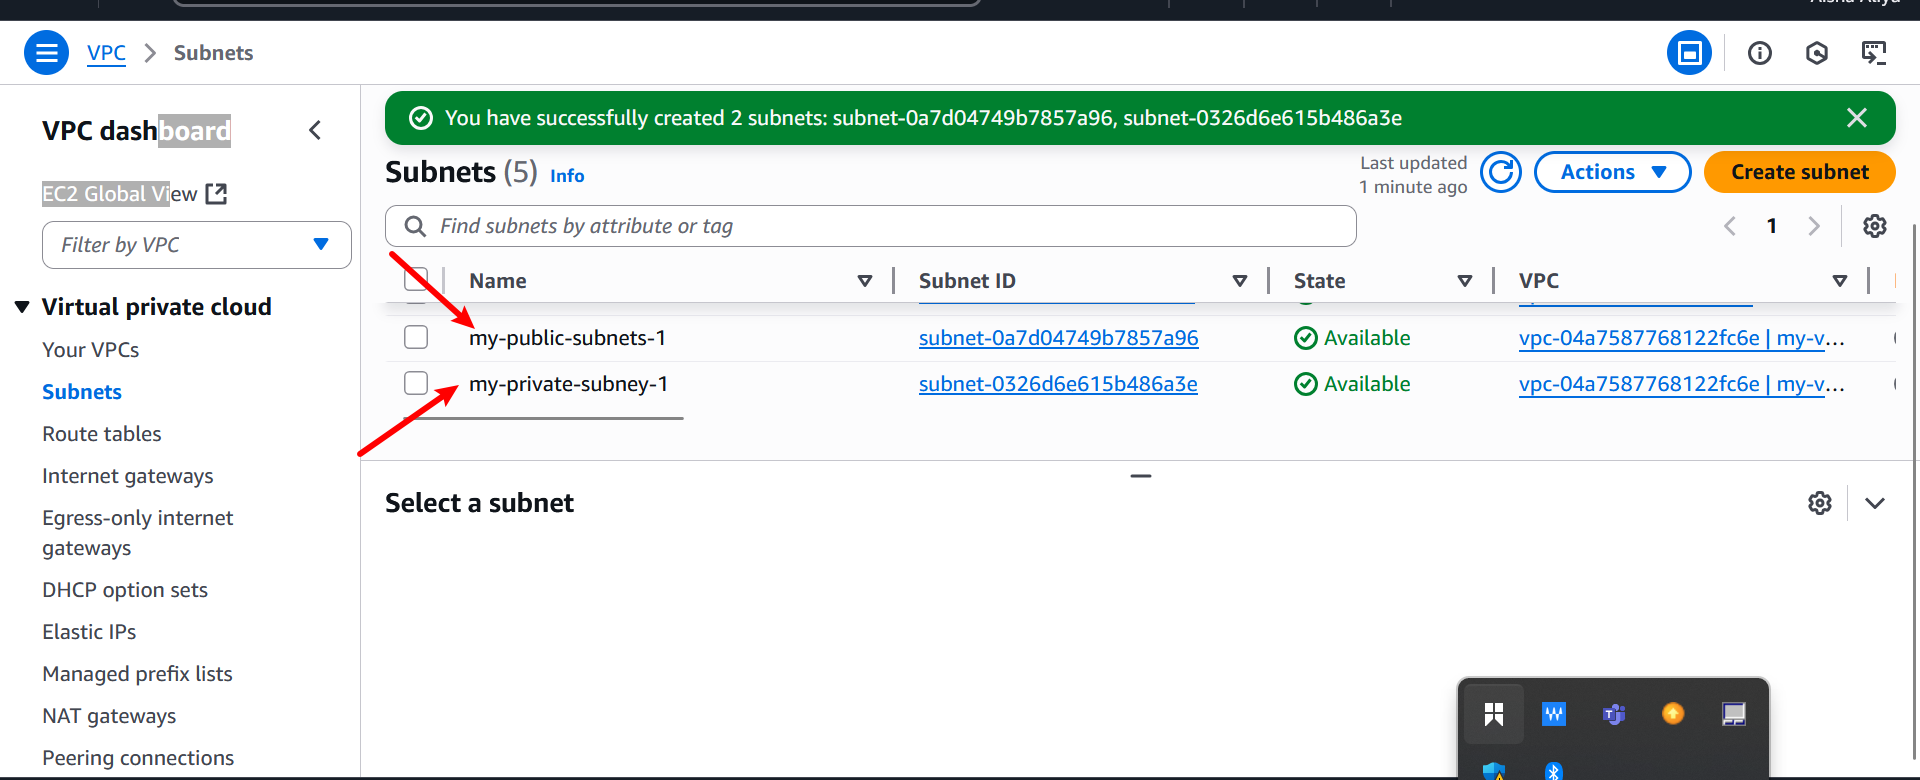 VPC > Subnets
VPC dashboard
EC2 Global View
Filter by VPC
Virtual private cloud
Your VPCs
Subnets
Route tables
Internet gateways
Egress-only internet
gateways
DHCP option sets
Elastic IPs
Managed prefix lists
NAT gateways
Peering connections
You have successfully created 2 subnets: subnet-0a7d04749b7857a96, subnet-0326d6e615b486a3e
Subnets (5) Info
Last updated
1 minute ago
Actions
Create subnet
Find subnets by attribute or tag
1
Name Subnet ID State VPC
my-public-subnets-1 subnet-0a7d04749b7857a96 Available vpc-04a7587768122fc6e | my-v...
my-private-subney-1 subnet-0326d6e615b486a3e Available vpc-04a7587768122fc6e | my-v...
Select a subnet